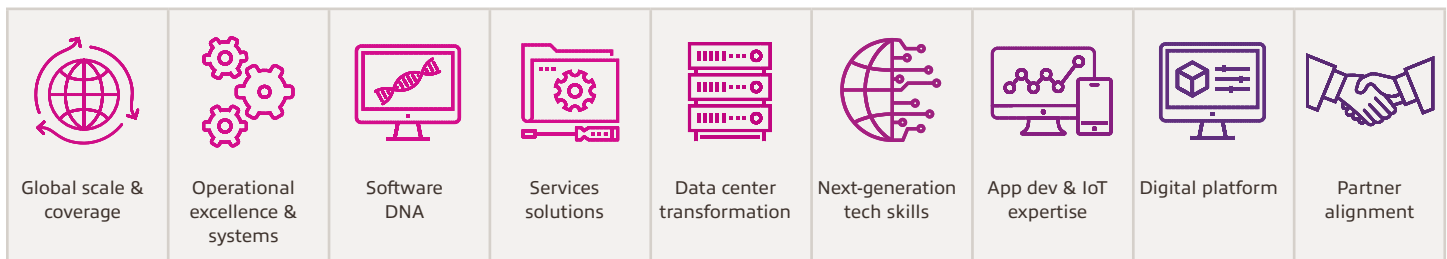 Global scale &
coverage
Operational
excellence &
systems
Software
DNA
Services
solutions
Data center
transformation
Next-generation
tech skills
App dev & IoT
expertise
Digital platform
Partner
alignment